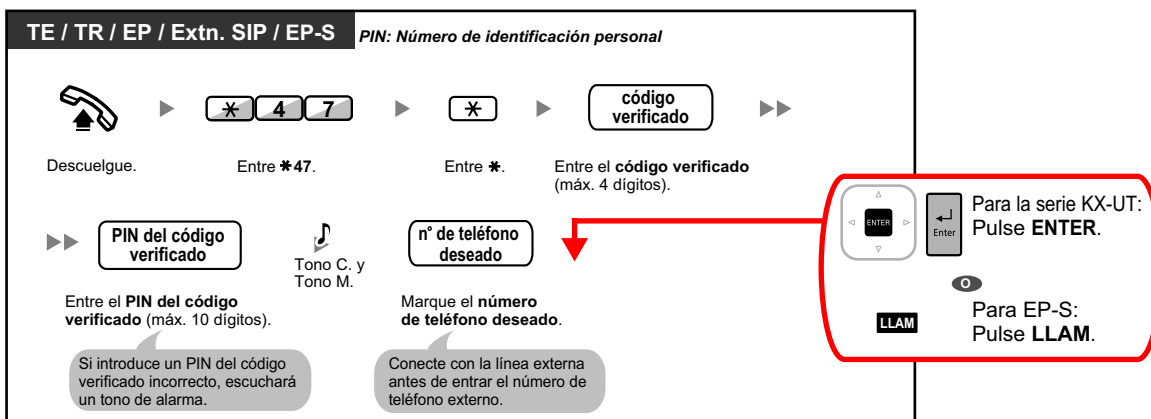 TE / TR / EP / Extn. SIP / EP-S
PIN: Número de identificación personal
✻ 4 7
✻
código
verificado
Descuelgue.
Entre ✻47.
Entre ✻.
Entre el código verificado
(máx. 4 dígitos).
PIN del código
verificado
Tono C. y
Tono M.
n° de teléfono
deseado
Entre el PIN del código
verificado (máx. 10 dígitos).
Marque el número
de teléfono deseado.
Si introduce un PIN del código
verificado incorrecto, escuchará
un tono de alarma.
Conecte con la línea externa
antes de entrar el número de
teléfono externo.
ENTER
Enter
Para la serie KX-UT:
Pulse ENTER.
O
LLAM
Para EP-S:
Pulse LLAM.